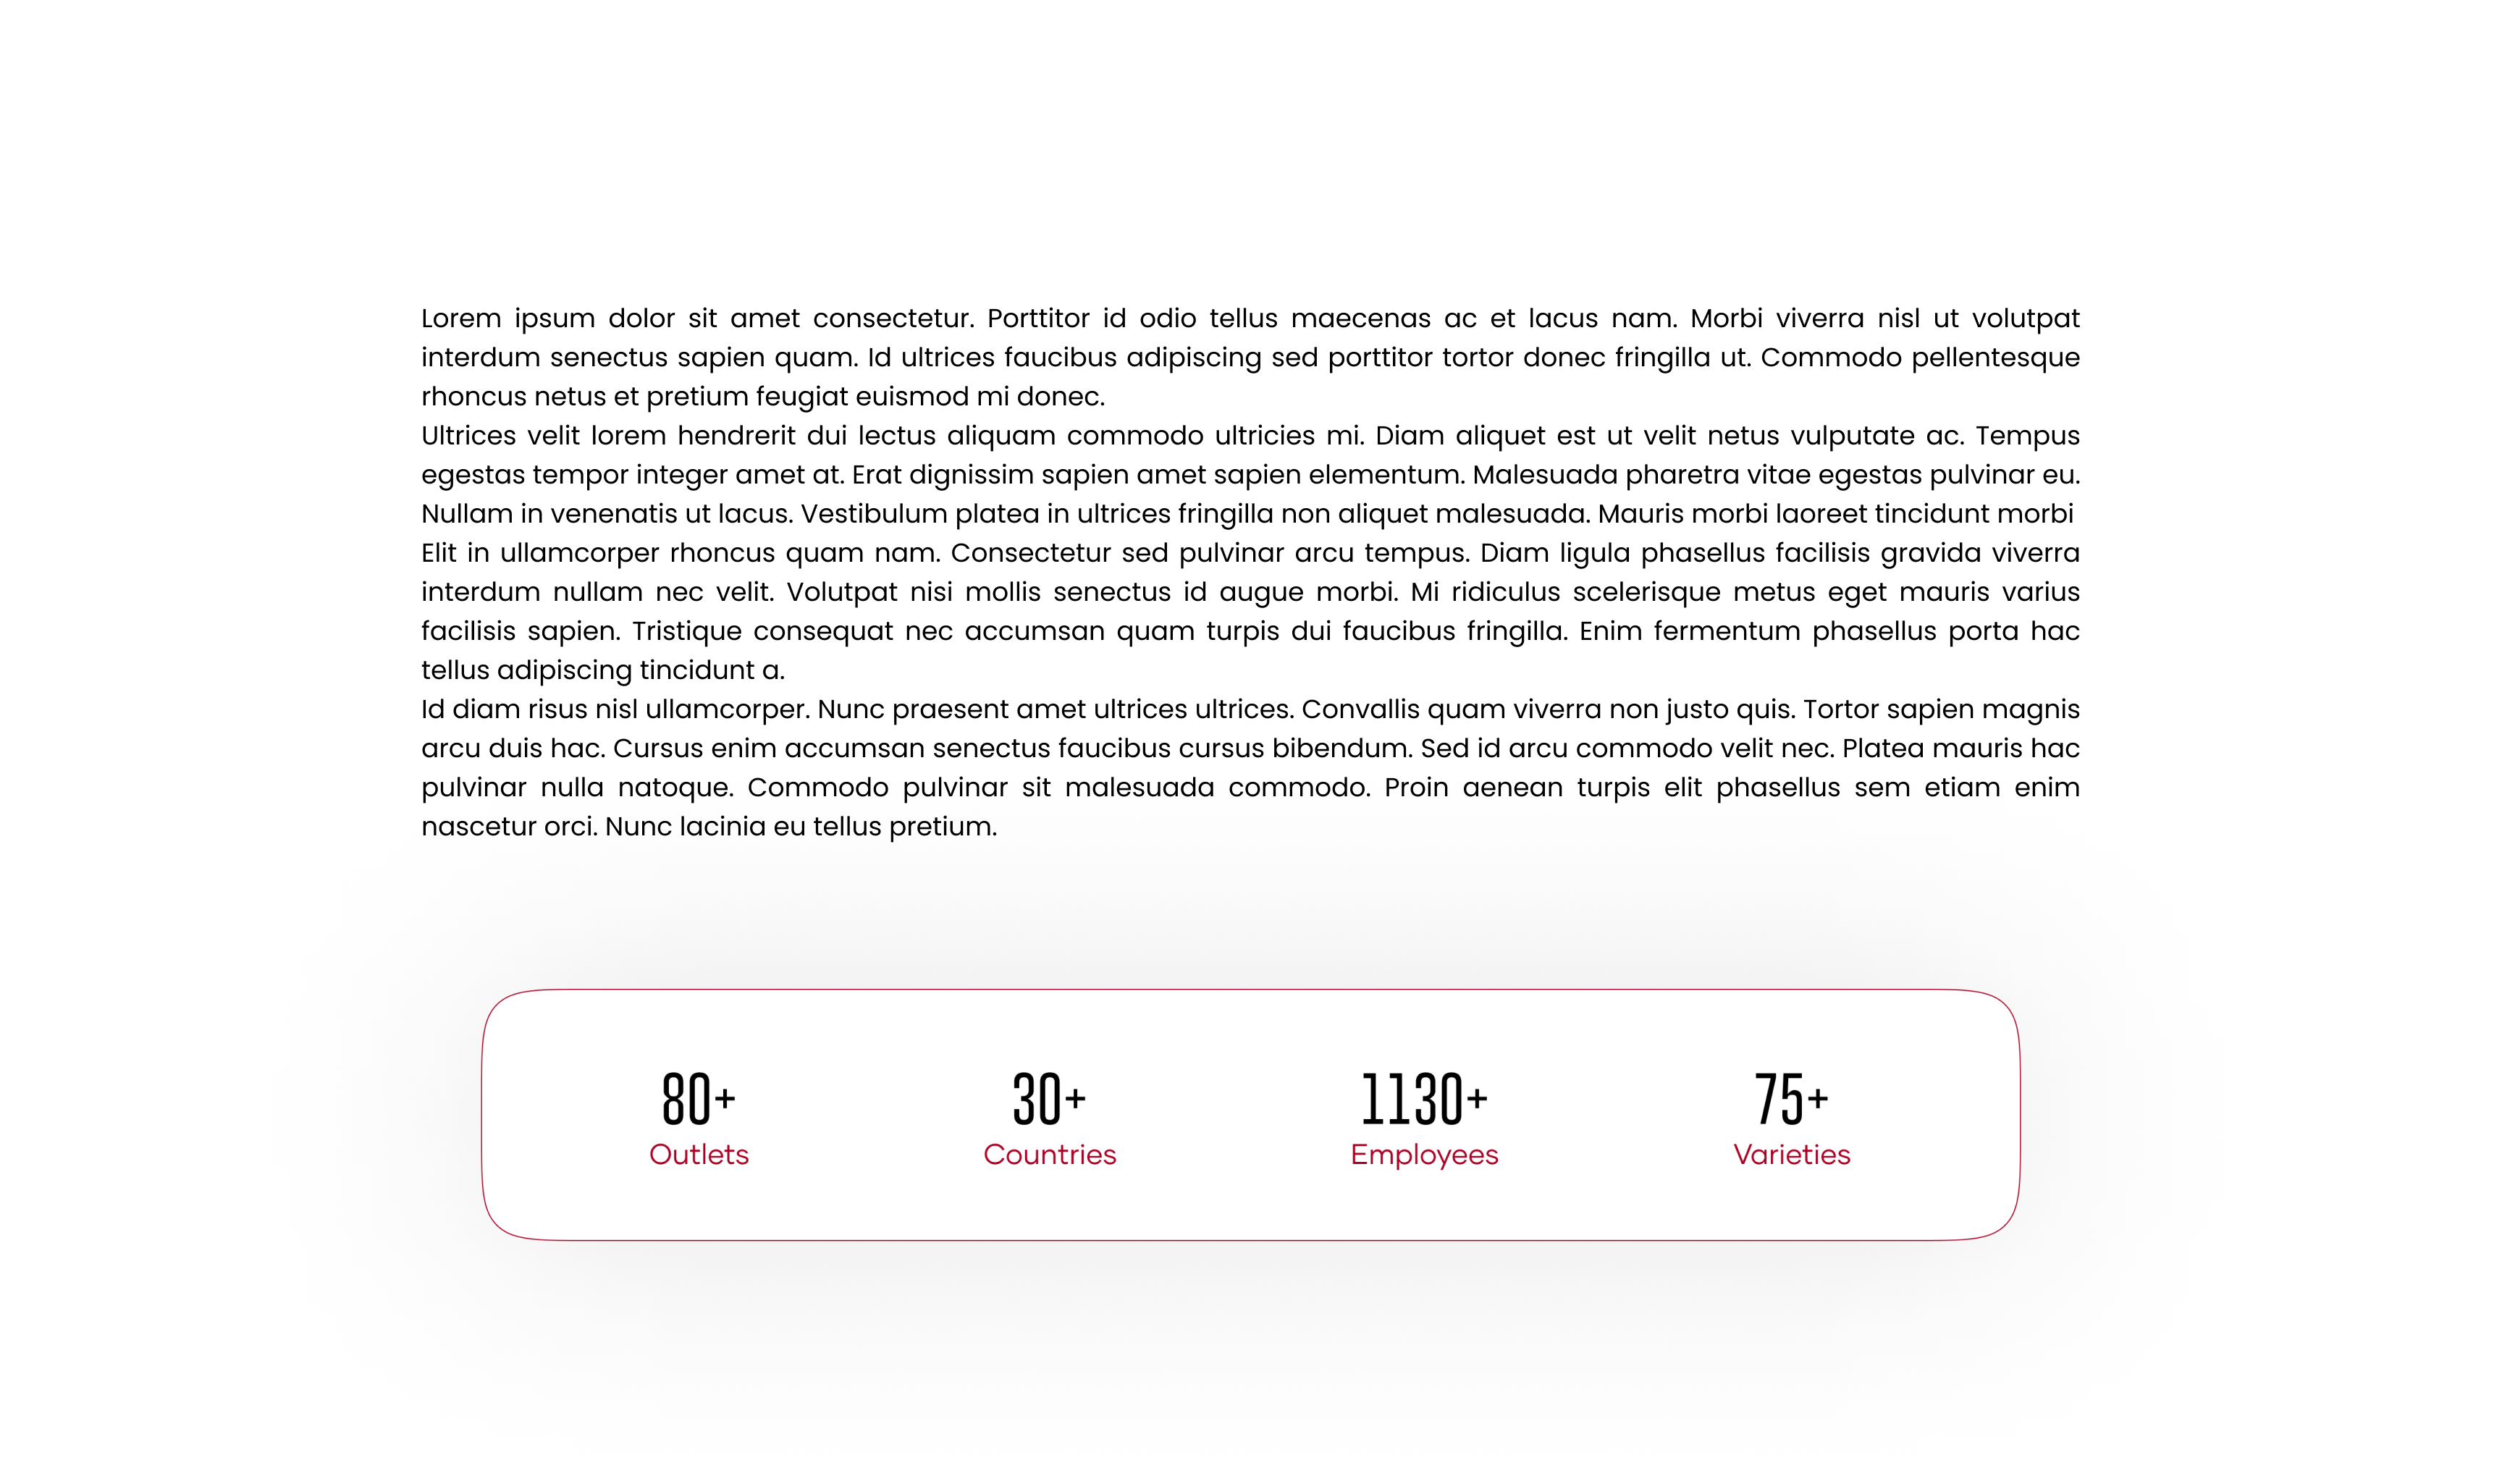 Lorem ipsum dolor sit amet consectetur. Porttitor id odio tellus maecenas ac et lacus nam. Morbi viverra nisl ut volutpat
interdum senectus sapien quam. Id ultrices faucibus adipiscing sed porttitor tortor donec fringilla ut. Commodo pellentesque
rhoncus netus et pretium feugiat euismod mi donec.
Ultrices velit lorem hendrerit dui lectus aliquam commodo ultricies mi. Diam aliquet est ut velit netus vulputate ac. Tempus
egestas tempor integer amet at. Erat dignissim sapien amet sapien elementum. Malesuada pharetra vitae egestas pulvinar eu.
Nullam in venenatis ut lacus. Vestibulum platea in ultrices fringilla non aliquet malesuada. Mauris morbi laoreet tincidunt morbi
Elit in ullamcorper rhoncus quam nam. Consectetur sed pulvinar arcu tempus. Diam ligula phasellus facilisis gravida viverra
interdum nullam nec velit. Volutpat nisi mollis senectus id augue morbi. Mi ridiculus scelerisque metus eget mauris varius
facilisis sapien. Tristique consequat nec accumsan quam turpis dui faucibus fringilla. Enim fermentum phasellus porta hac
tellus adipiscing tincidunt a.
Id diam risus nisl ullamcorper. Nunc praesent amet ultrices ultrices. Convallis quam viverra non justo quis. Tortor sapien magnis
arcu duis hac. Cursus enim accumsan senectus faucibus cursus bibendum. Sed id arcu commodo velit nec. Platea mauris hac
pulvinar nulla natoque. Commodo pulvinar sit malesuada commodo. Proin aenean turpis elit phasellus sem etiam enim
nascetur orci. Nunc lacinia eu tellus pretium.
80+ 30+ 1130+ 75+
Outlets Countries Employees Varieties